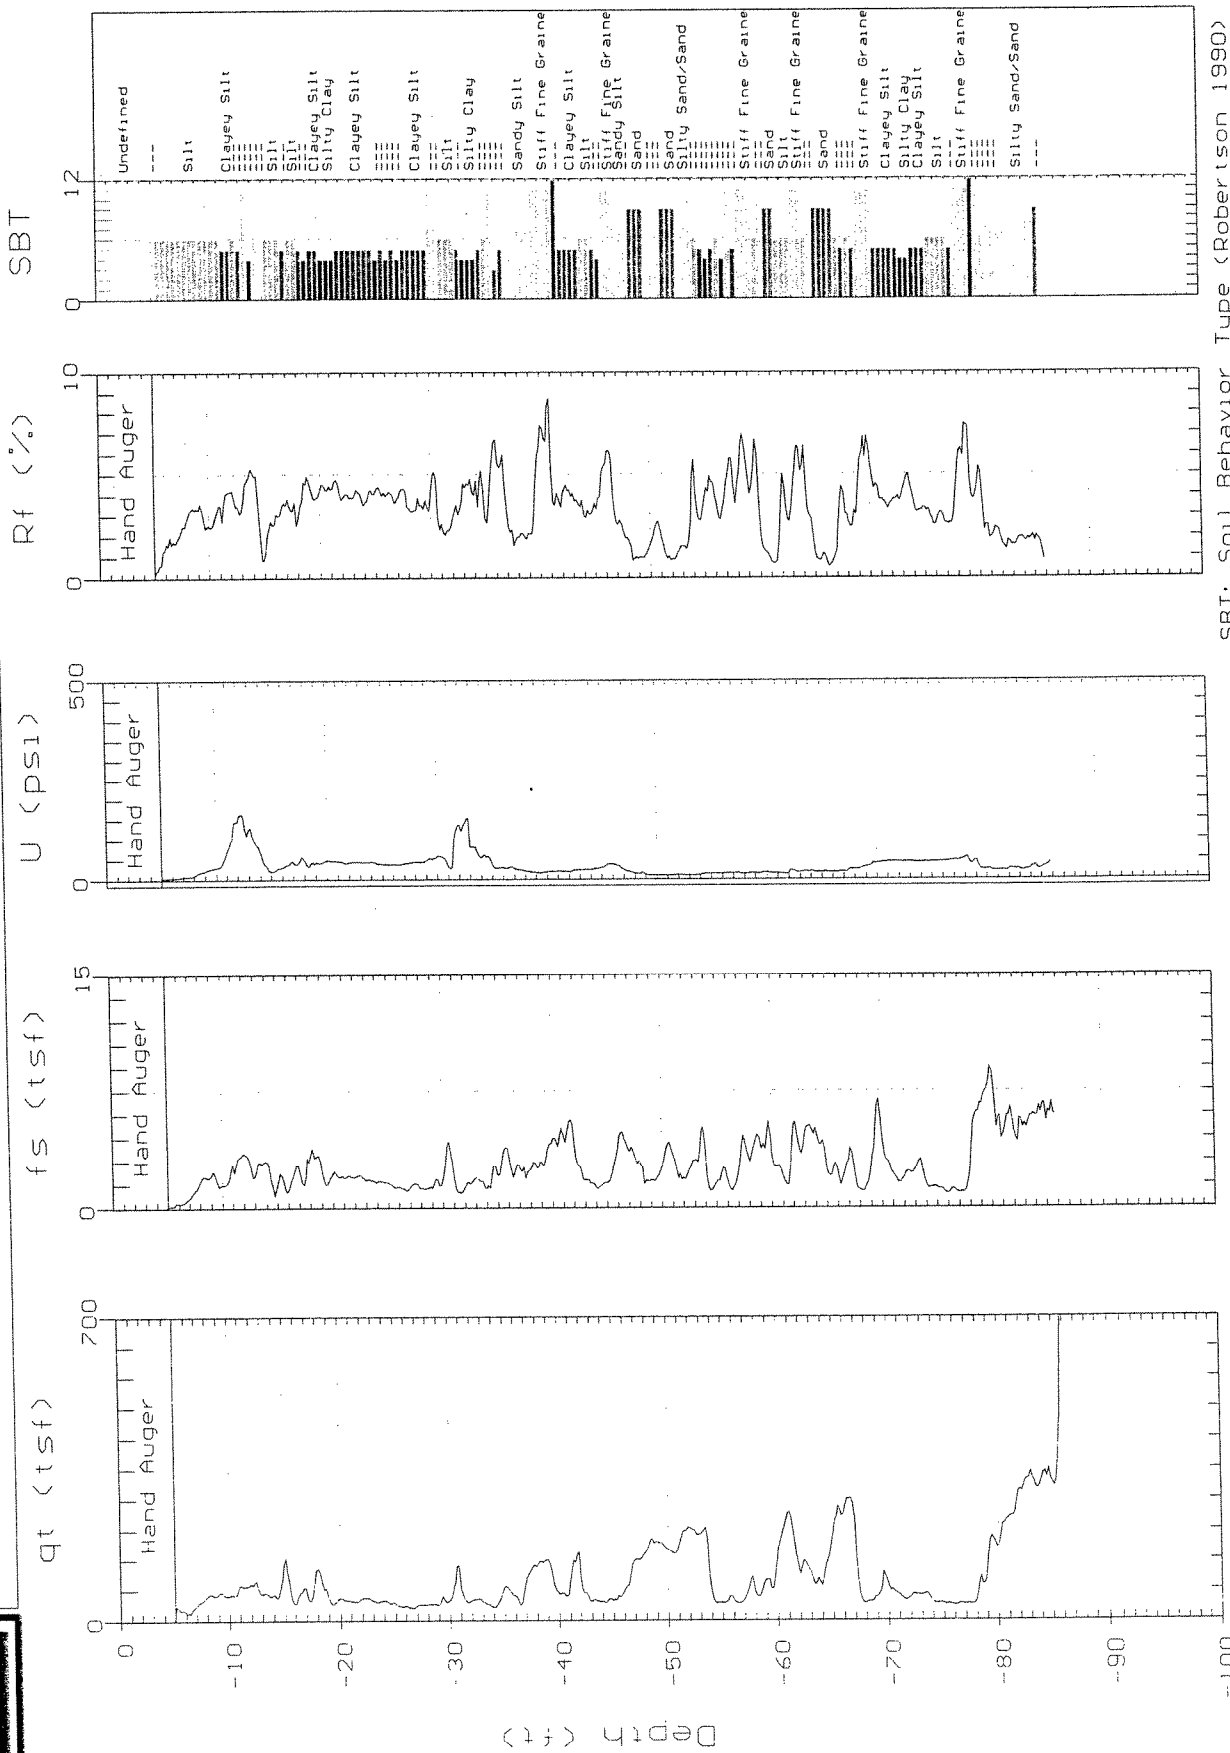 qt (tsf)
fs (tsf)
U (psi)
Rf (%)
SBT
0
700
0
15
0
500
0
10
0
12
Hand Auger
Hand Auger
Hand Auger
Hand Auger
Depth (ft)
0
-10
-20
-30
-40
-50
-60
-70
-80
-90
-100
Undefined
Silt
Clayey Silt
Silt
Silt
Clayey Silt
Silty Clay
Clayey Silt
Clayey Silt
Silt
Silty Clay
Sandy Silt
Stiff Fine Graine
Clayey Silt
Silt
Stiff Fine Graine
Sandy Silt
Sand
Sand
Silty Sand/Sand
Stiff Fine Graine
Sand
Silt
Stiff Fine Graine
Sand
Stiff Fine Graine
Clayey Silt
Silty Clay
Clayey Silt
Silt
Stiff Fine Graine
Silty Sand/Sand
SBT: Soil Behavior Type (Robertson 1990)